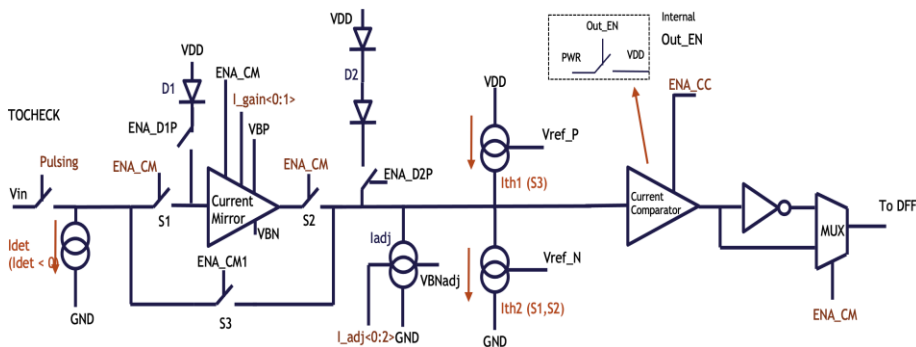 Internal
Out_EN
Out_EN
PWR
VDD
VDD
VDD
D1
ENA_CM
D2
I_gain<0:1>
VDD
ENA_CC
TOCHECK
ENA_D1P
VBP
Vref_P
Pulsing
ENA_CM
ENA_CM
ENA_D2P
Ith1 (S3)
Vin
S1
Current
Mirror
S2
Current
Comparator
To DFF
VBN
Iadj
MUX
Idet
(Idet < 0)
ENA_CM1
VBNadj
Vref_N
GND
S3
I_adj<0:2>
GND
Ith2 (S1,S2)
GND
ENA_CM